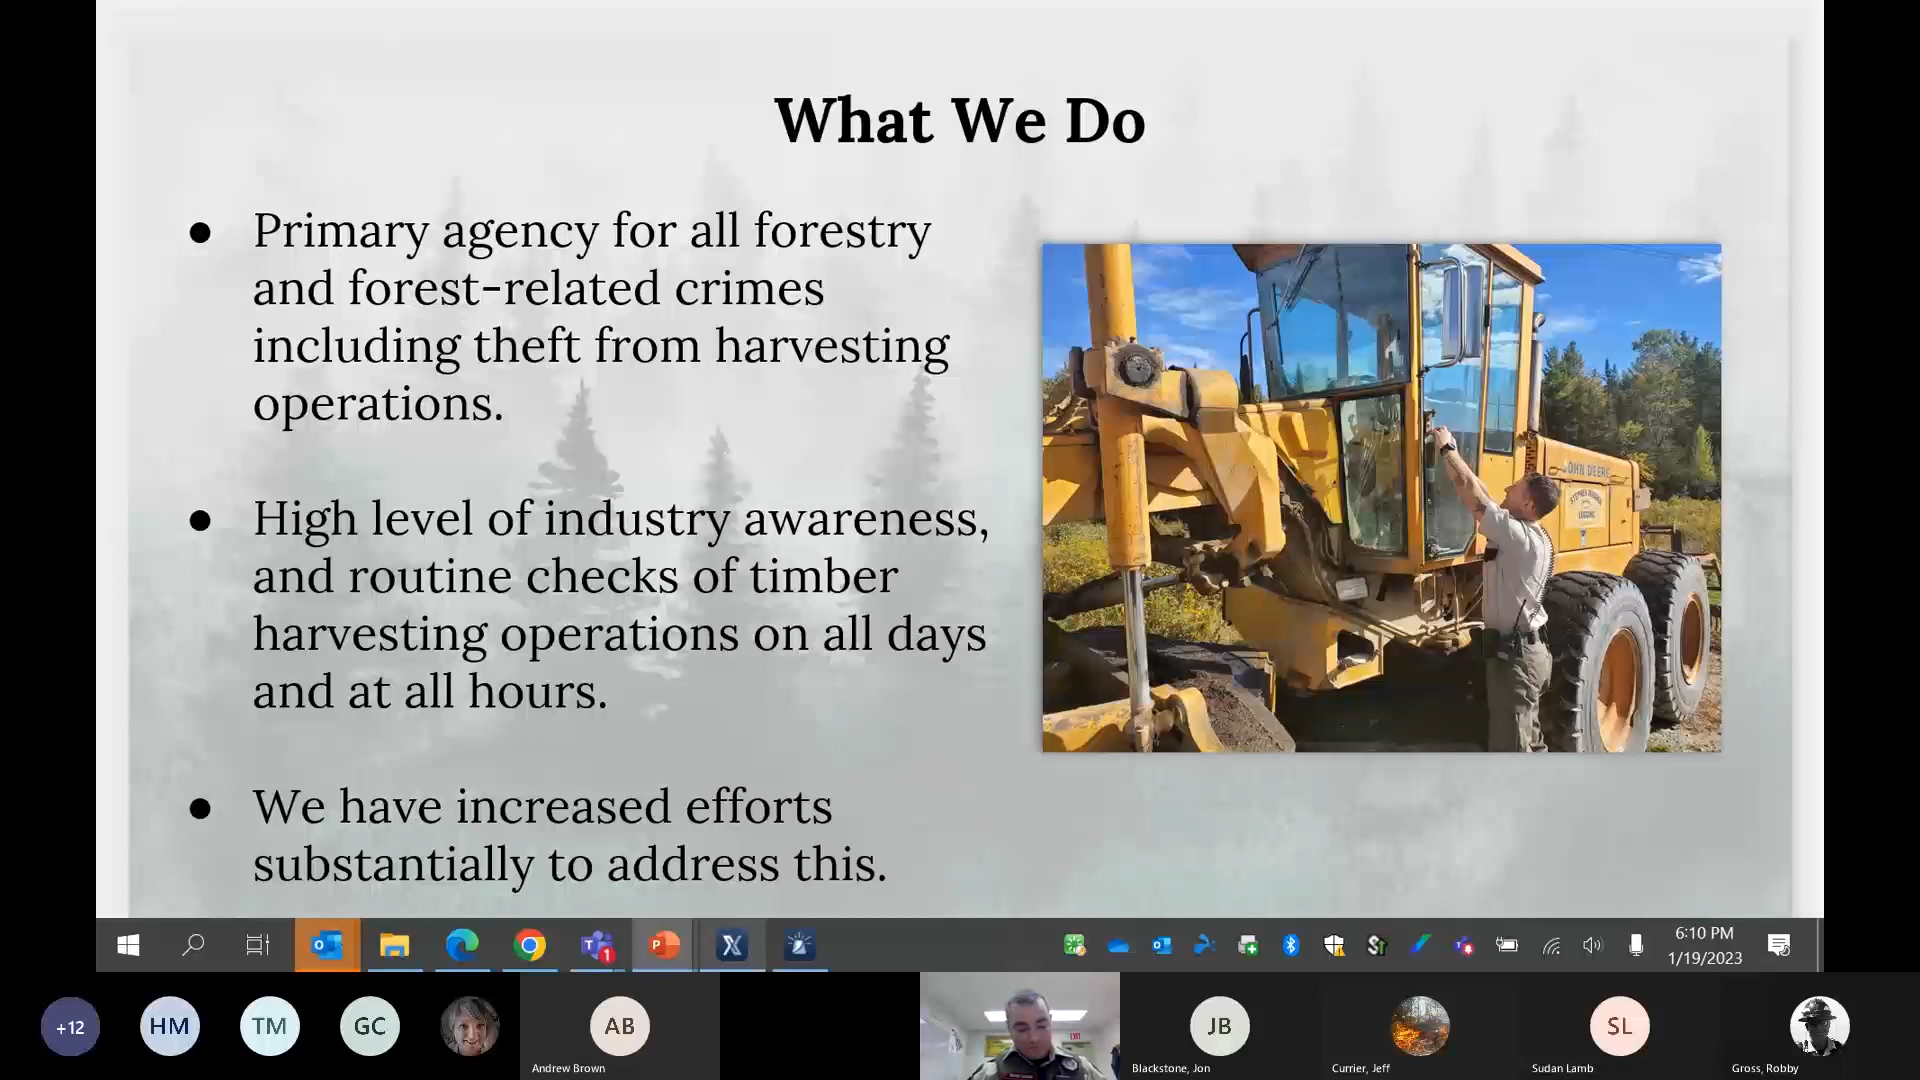 What We Do
● Primary agency for all forestry
and forest-related crimes
including theft from harvesting
operations.
● High level of industry awareness,
and routine checks of timber
harvesting operations on all days
and at all hours.
● We have increased efforts
substantially to address this.
JOHN DEERE
LOGGING
6:10 PM
1/19/2023
+12
HM
TM
GC
AB
JB
SL
Andrew Brown
Blackstone, Jon
Currier, Jeff
Sudan Lamb
Gross, Robby